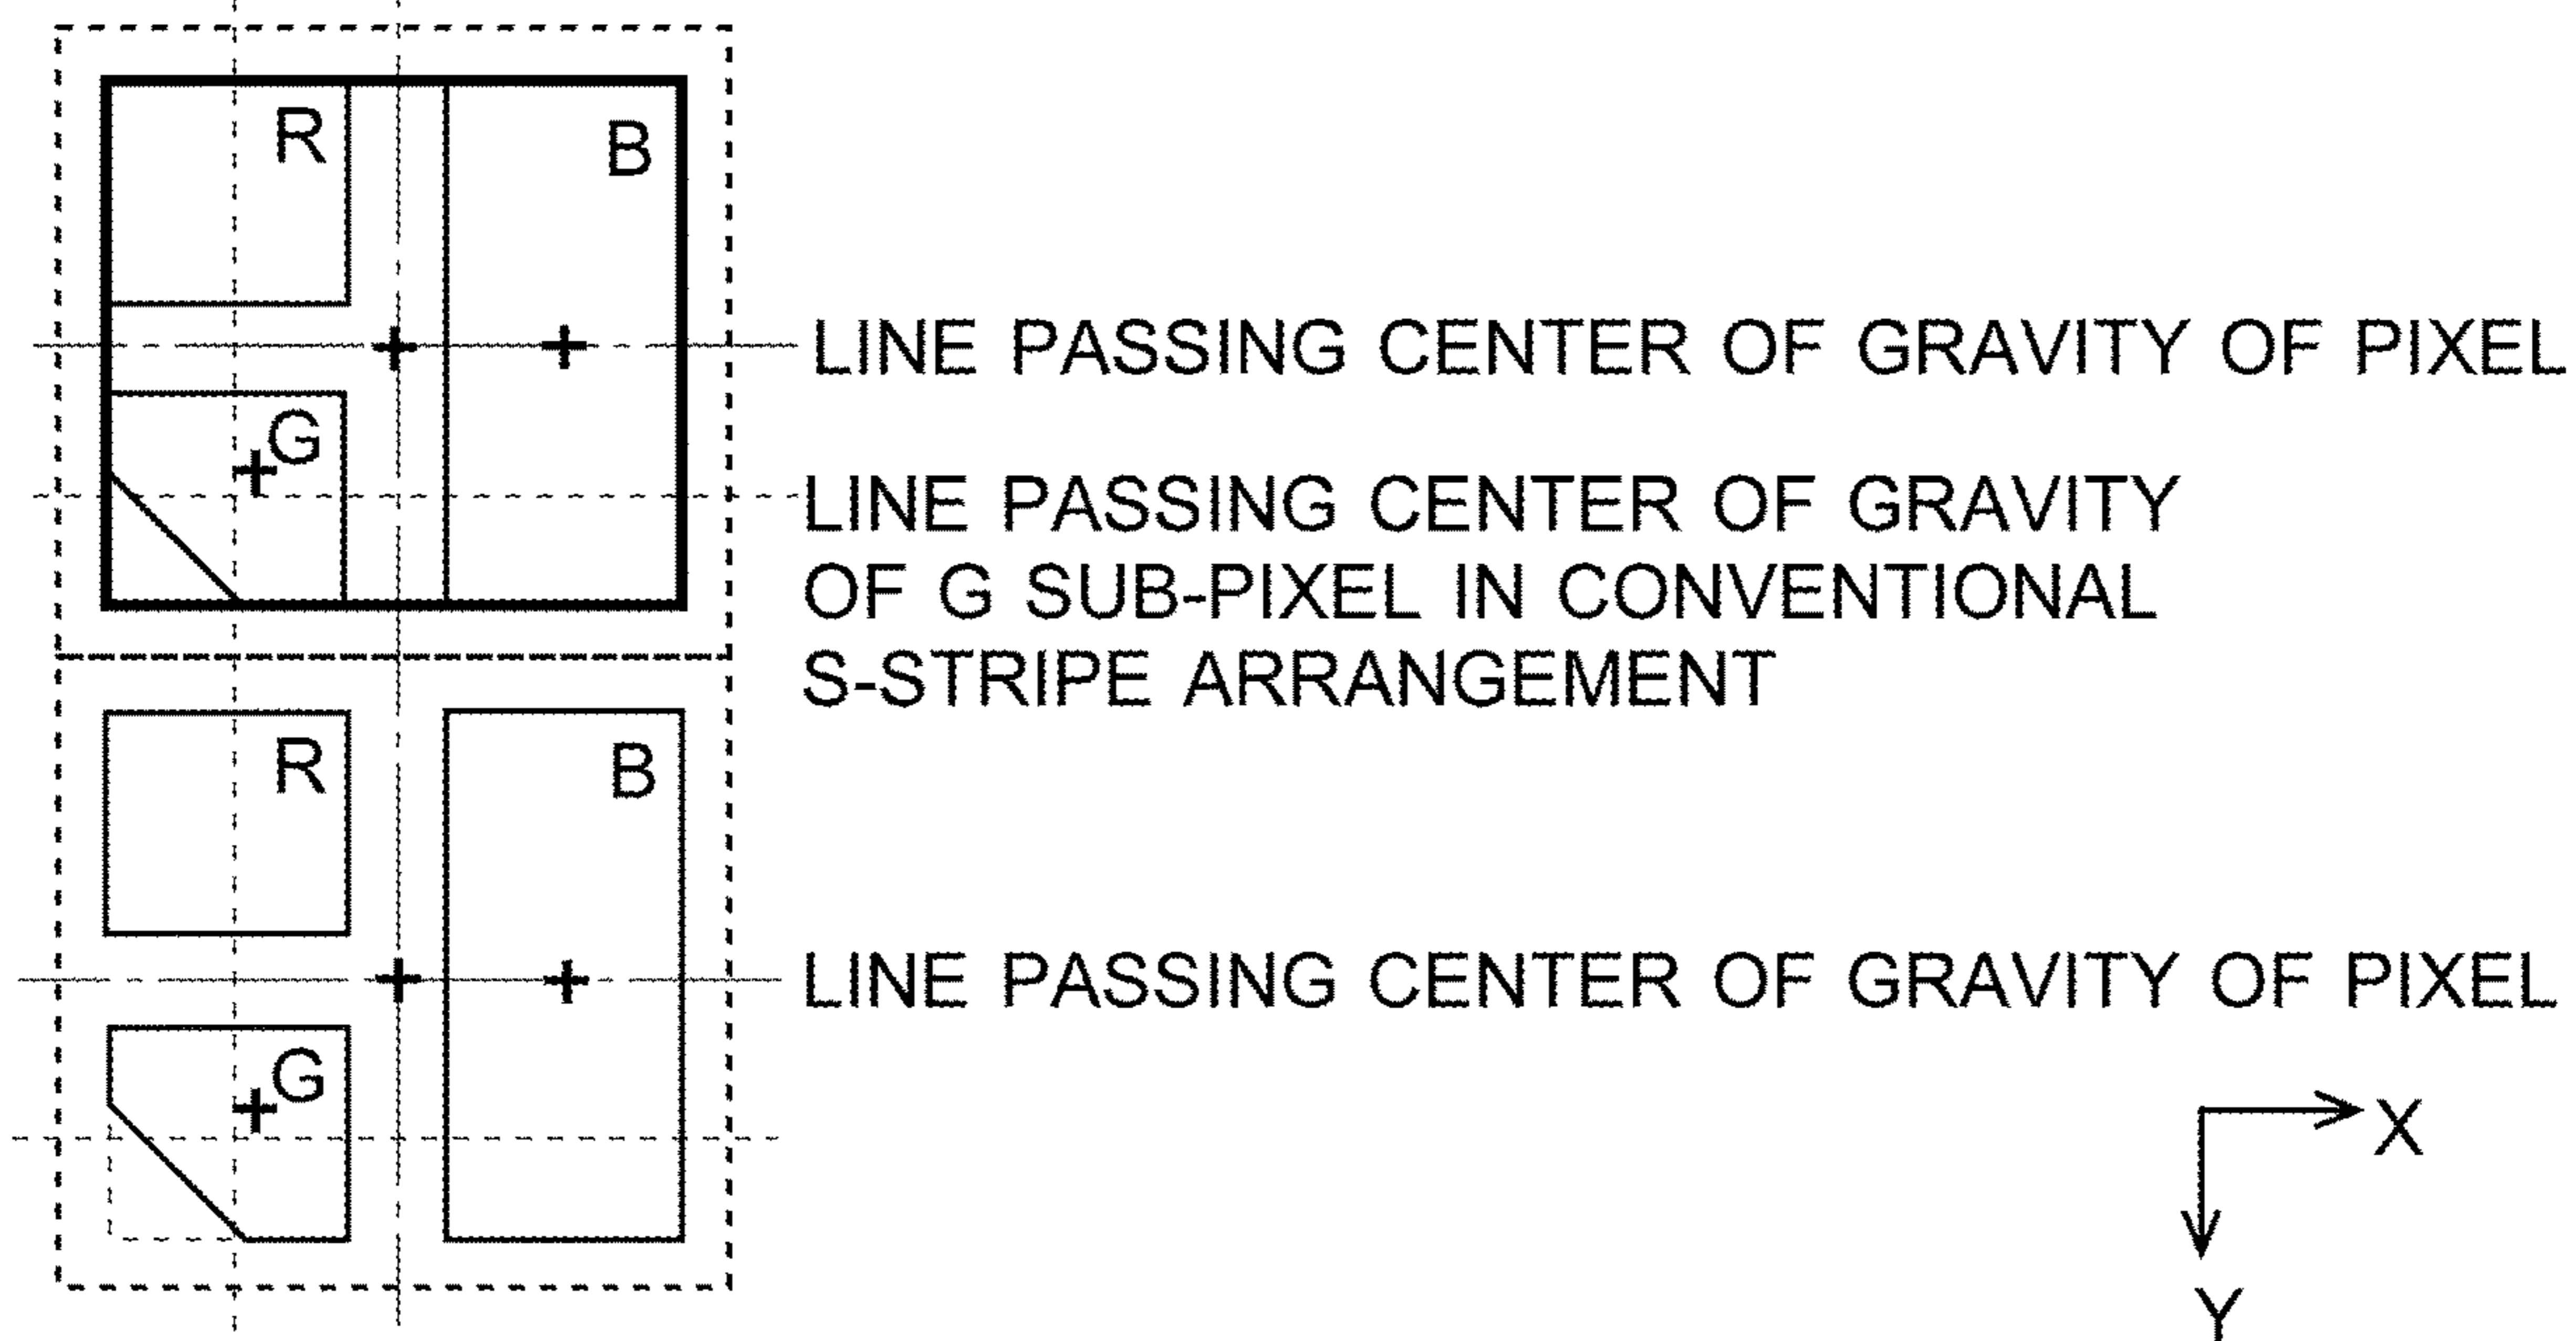 R
B
LINE PASSING CENTER OF GRAVITY OF PIXEL
G
LINE PASSING CENTER OF GRAVITY
OF G SUB-PIXEL IN CONVENTIONAL
S-STRIPE ARRANGEMENT
R
B
LINE PASSING CENTER OF GRAVITY OF PIXEL
G
X
Y